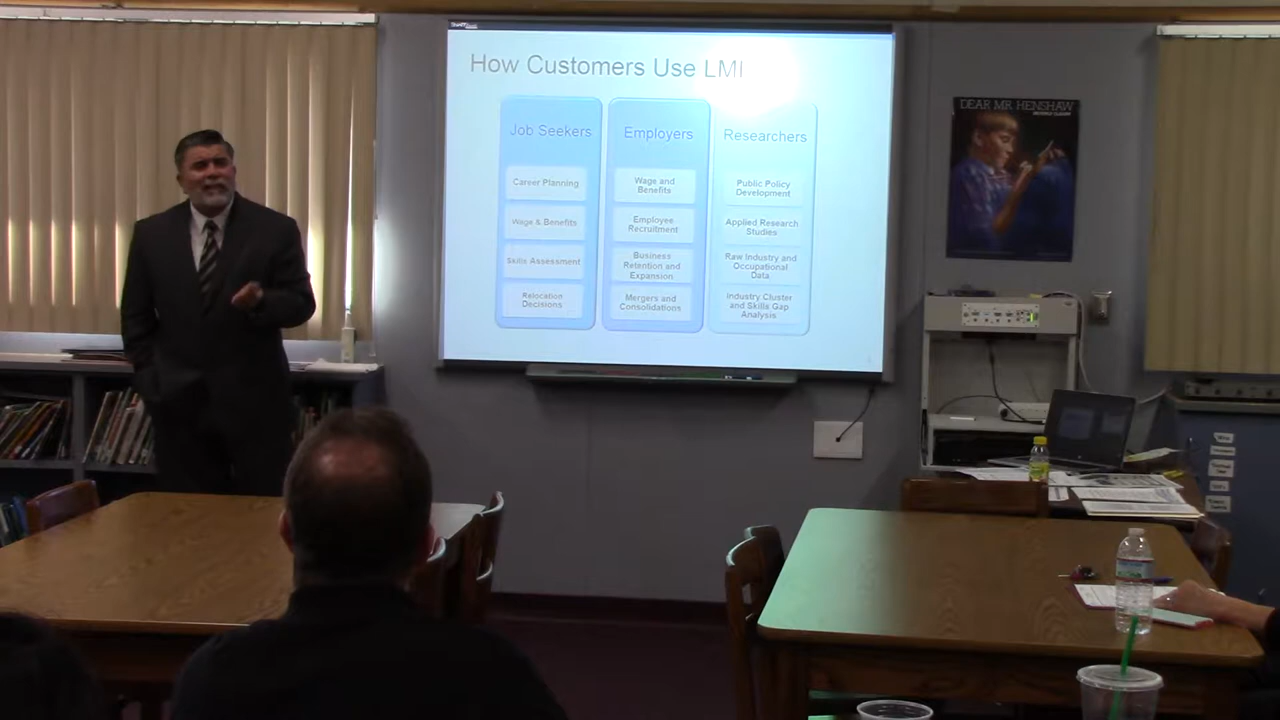 How Customers Use LMI
Job Seekers
Career Planning
Wage & Benefits
Skills Assessment
Relocation
Decisions
Employers
Wage and
Benefits
Employee
Recruitment
Business
Retention and
Expansion
Mergers and
Consolidations
Researchers
Public Policy
Development
Applied Research
Studies
Raw Industry and
Occupational
Data
Industry Cluster
and Skills Gap
Analysis
DEAR MR. HENSHAW
BEVERLY CLEARY